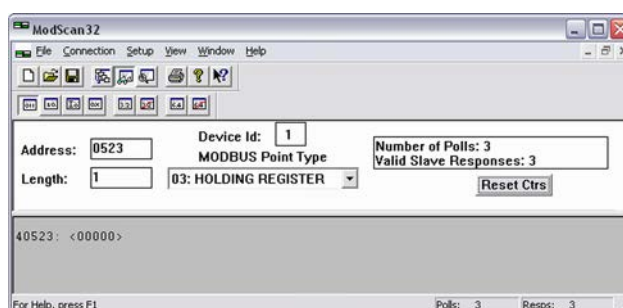 ModScan32
File Connection Setup View Window Help
Address: 0523
Device Id: 1
MODBUS Point Type
Length: 1
03: HOLDING REGISTER
Number of Polls: 3
Valid Slave Responses: 3
Reset Ctrs
40523: <00000>
For Help, press F1
Polls: 3
Resps: 3